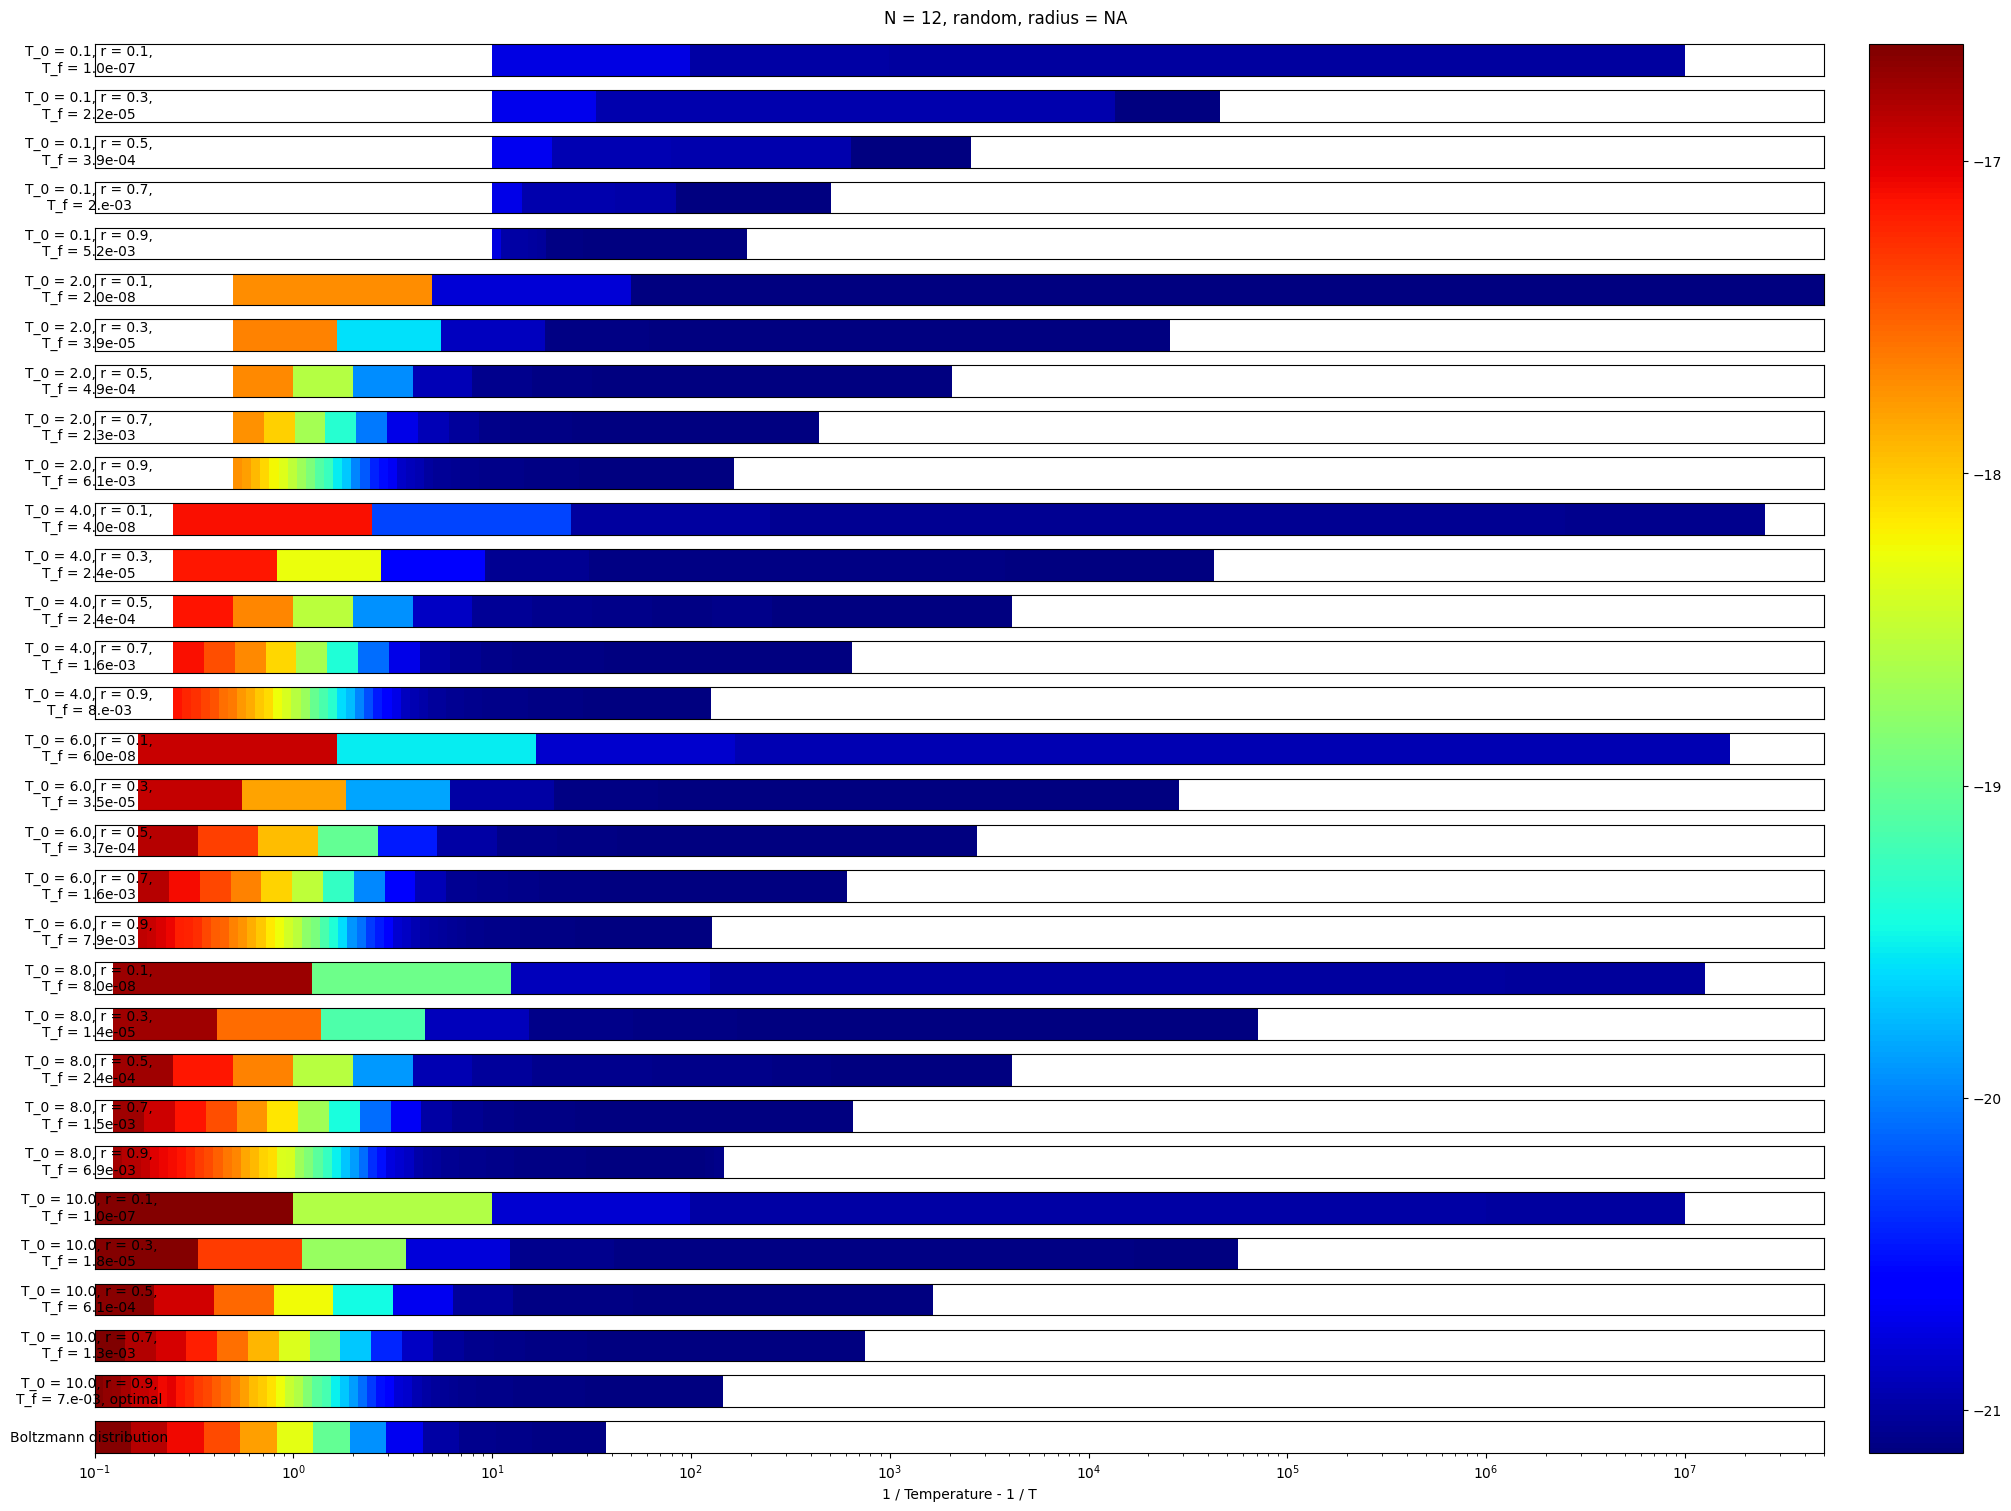 N = 12, random, radius = NA
T_0 = 0.1, r = 0.1,
T_f = 1.0e-07
T_0 = 0.1, r = 0.3,
T_f = 2.2e-05
T_0 = 0.1, r = 0.5,
T_f = 3.9e-04
T_0 = 0.1, r = 0.7,
T_f = 2.e-03
T_0 = 0.1, r = 0.9,
T_f = 5.2e-03
T_0 = 2.0, r = 0.1,
T_f = 2.0e-08
T_0 = 2.0, r = 0.3,
T_f = 3.9e-05
T_0 = 2.0, r = 0.5,
T_f = 4.9e-04
T_0 = 2.0, r = 0.7,
T_f = 2.3e-03
T_0 = 2.0, r = 0.9,
T_f = 6.1e-03
T_0 = 4.0, r = 0.1,
T_f = 4.0e-08
T_0 = 4.0, r = 0.3,
T_f = 2.4e-05
T_0 = 4.0, r = 0.5,
T_f = 2.4e-04
T_0 = 4.0, r = 0.7,
T_f = 1.6e-03
T_0 = 4.0, r = 0.9,
T_f = 8.e-03
T_0 = 6.0, r = 0.1,
T_f = 6.0e-08
T_0 = 6.0, r = 0.3,
T_f = 3.5e-05
T_0 = 6.0, r = 0.5,
T_f = 3.7e-04
T_0 = 6.0, r = 0.7,
T_f = 1.6e-03
T_0 = 6.0, r = 0.9,
T_f = 7.9e-03
T_0 = 8.0, r = 0.1,
T_f = 8.0e-08
T_0 = 8.0, r = 0.3,
T_f = 1.4e-05
T_0 = 8.0, r = 0.5,
T_f = 2.4e-04
T_0 = 8.0, r = 0.7,
T_f = 1.5e-03
T_0 = 8.0, r = 0.9,
T_f = 6.9e-03
T_0 = 10.0, r = 0.1,
T_f = 1.0e-07
T_0 = 10.0, r = 0.3,
T_f = 1.8e-05
T_0 = 10.0, r = 0.5,
T_f = 6.1e-04
T_0 = 10.0, r = 0.7,
T_f = 1.3e-03
T_0 = 10.0, r = 0.9,
T_f = 7.e-03, optimal
Boltzmann distribution
10⁻¹ 10⁰ 10¹ 10² 10³ 10⁴ 10⁵ 10⁶ 10⁷
1 / Temperature - 1 / T
−17
−18
−19
−20
−21